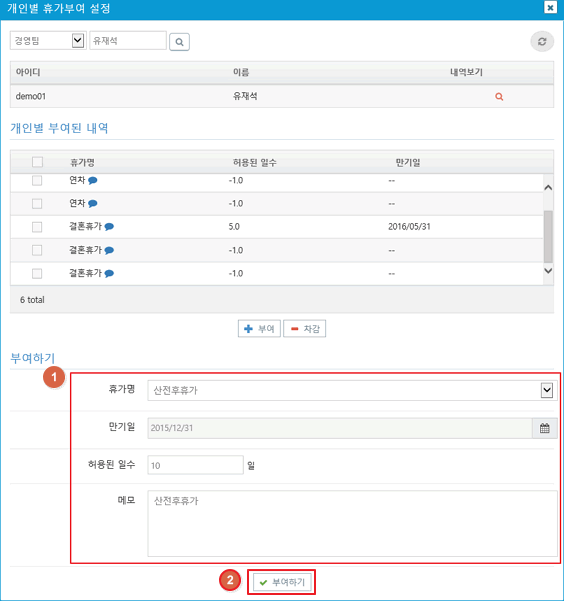 개인별 휴가부여 설정
경영팀 유재석
아이디 이름 내역보기
demo01 유재석
개인별 부여된 내역
휴가명 허용된 일수 만기일
연차 -1.0 --
연차 -1.0 --
결혼휴가 5.0 2016/05/31
결혼휴가 -1.0 --
결혼휴가 -1.0 --
6 total
부여 차감
부여하기
1
휴가명 산전후휴가
만기일 2015/12/31
허용된 일수 10 일
메모 산전후휴가
2 부여하기